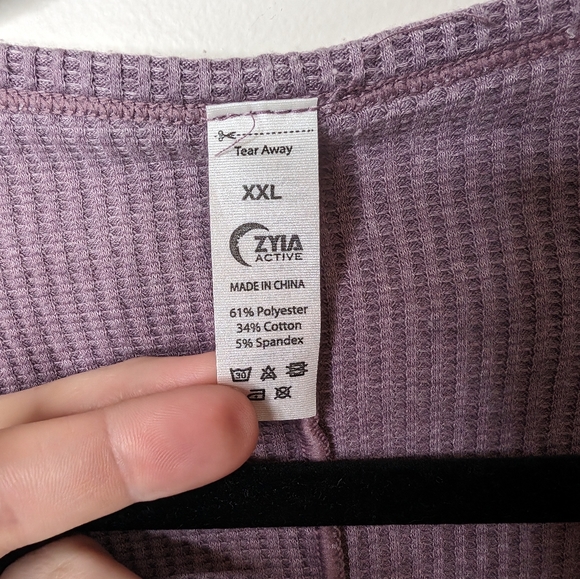 Tear Away
XXL
ZYIA
ACTIVE
MADE IN CHINA
61% Polyester
34% Cotton
5% Spandex
30